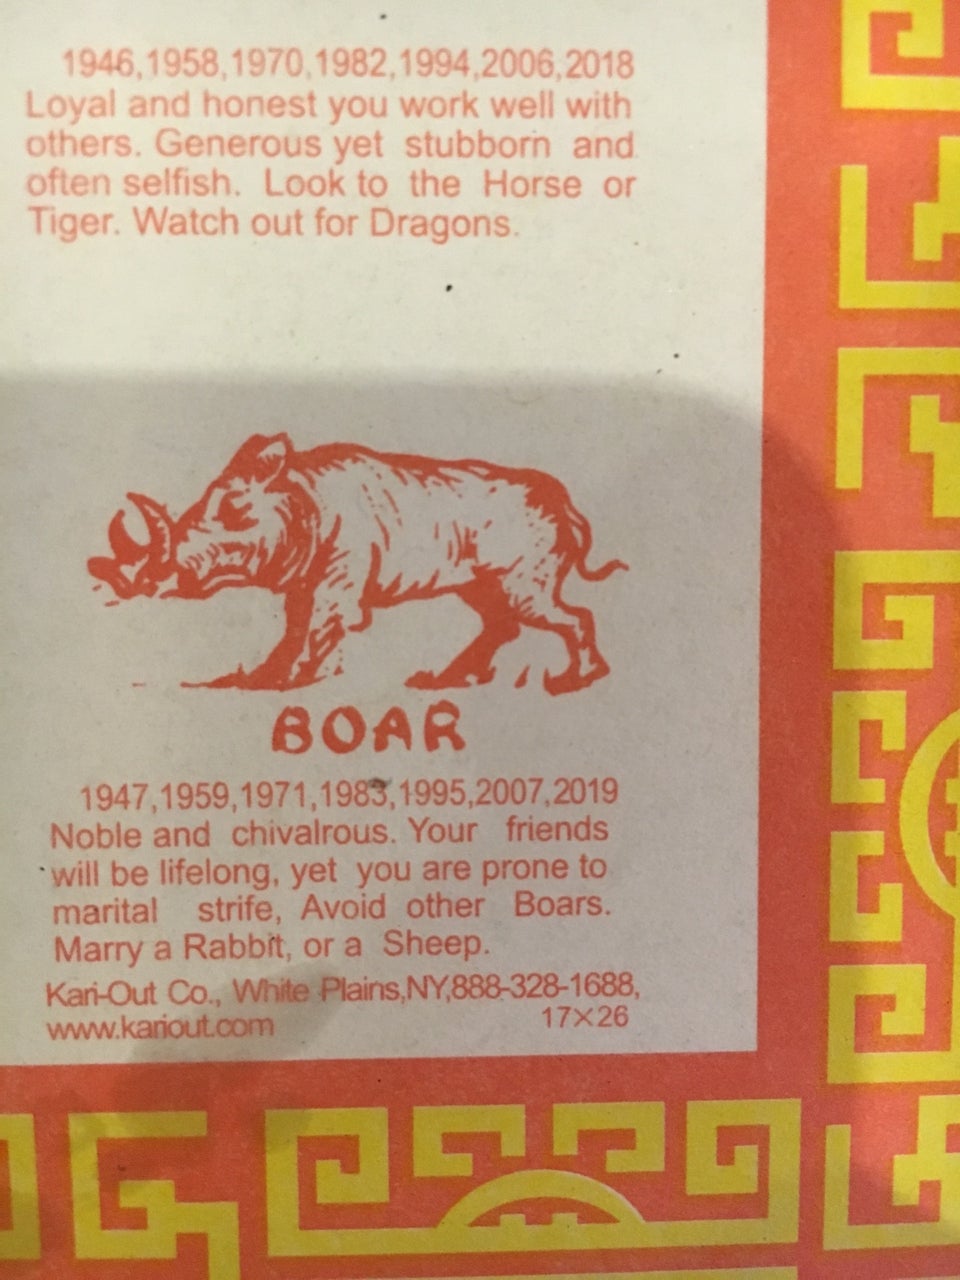 1946,1958,1970,1982,1994,2006,2018
Loyal and honest you work well with
others. Generous yet stubborn and
often selfish. Look to the Horse or
Tiger. Watch out for Dragons.
BOAR
1947,1959,1971,1983,1995,2007,2019
Noble and chivalrous. Your friends
will be lifelong, yet you are prone to
marital strife, Avoid other Boars.
Marry a Rabbit, or a Sheep.
Kari-Out Co., White Plains,NY,888-328-1688,
www.kariout.com 17×26